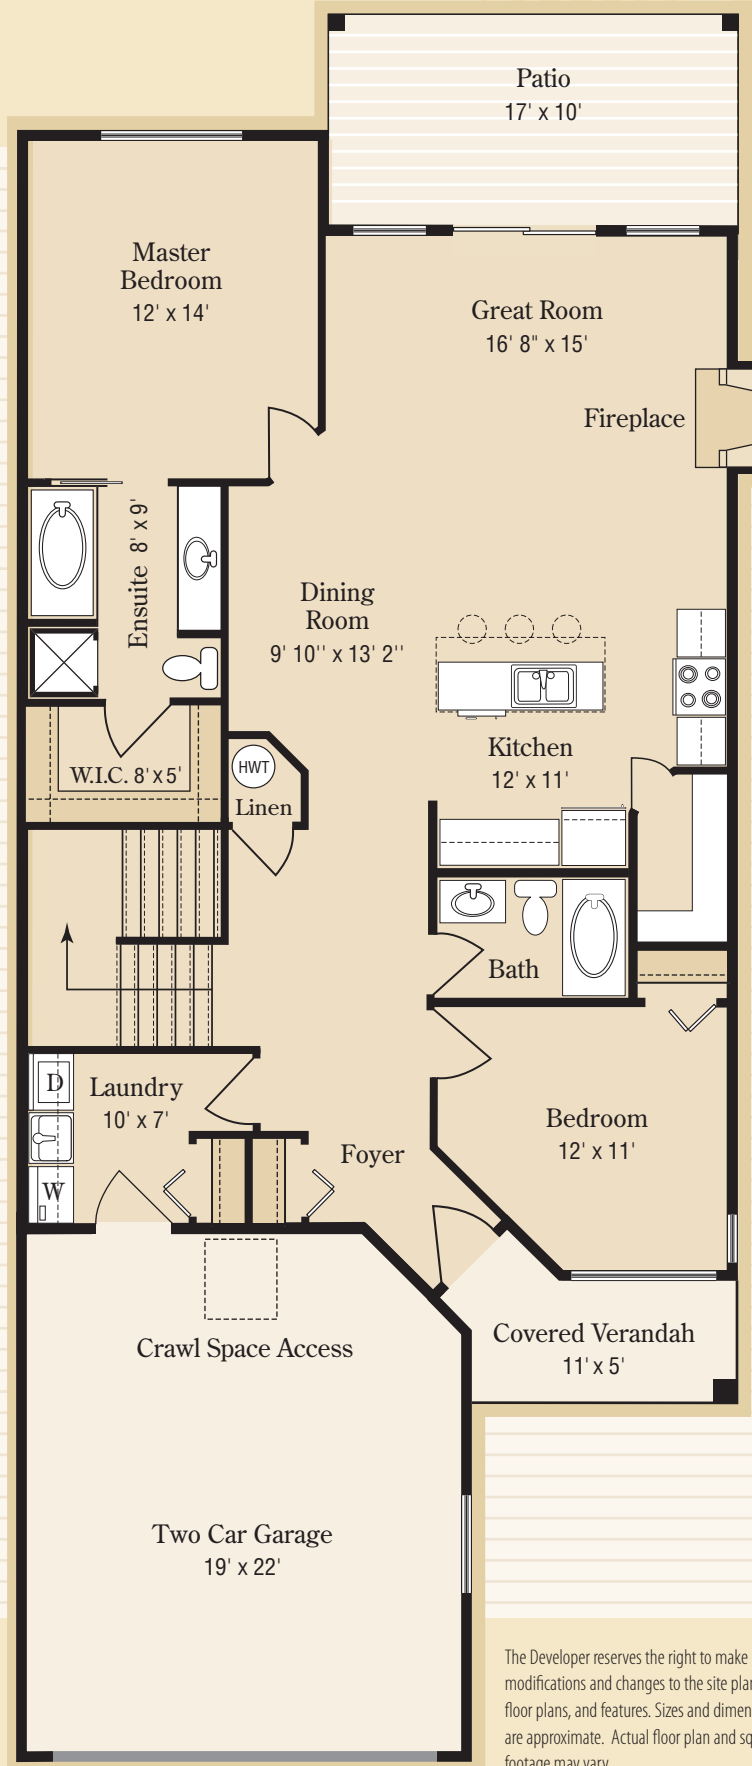 Patio
17' x 10'
Master
Bedroom
12' x 14'
Great Room
16' 8" x 15'
Fireplace
Ensuite 8' x 9'
Dining
Room
9' 10'' x 13' 2''
Kitchen
12' x 11'
W.I.C. 8' x 5'
HWT
Linen
Bath
D
Laundry
10' x 7'
W
Bedroom
12' x 11'
Foyer
Crawl Space Access
Covered Verandah
11' x 5'
Two Car Garage
19' x 22'
The Developer reserves the right to make
modifications and changes to the site
floor plans, and features. Sizes and
are approximate. Actual floor plan and
footage may vary